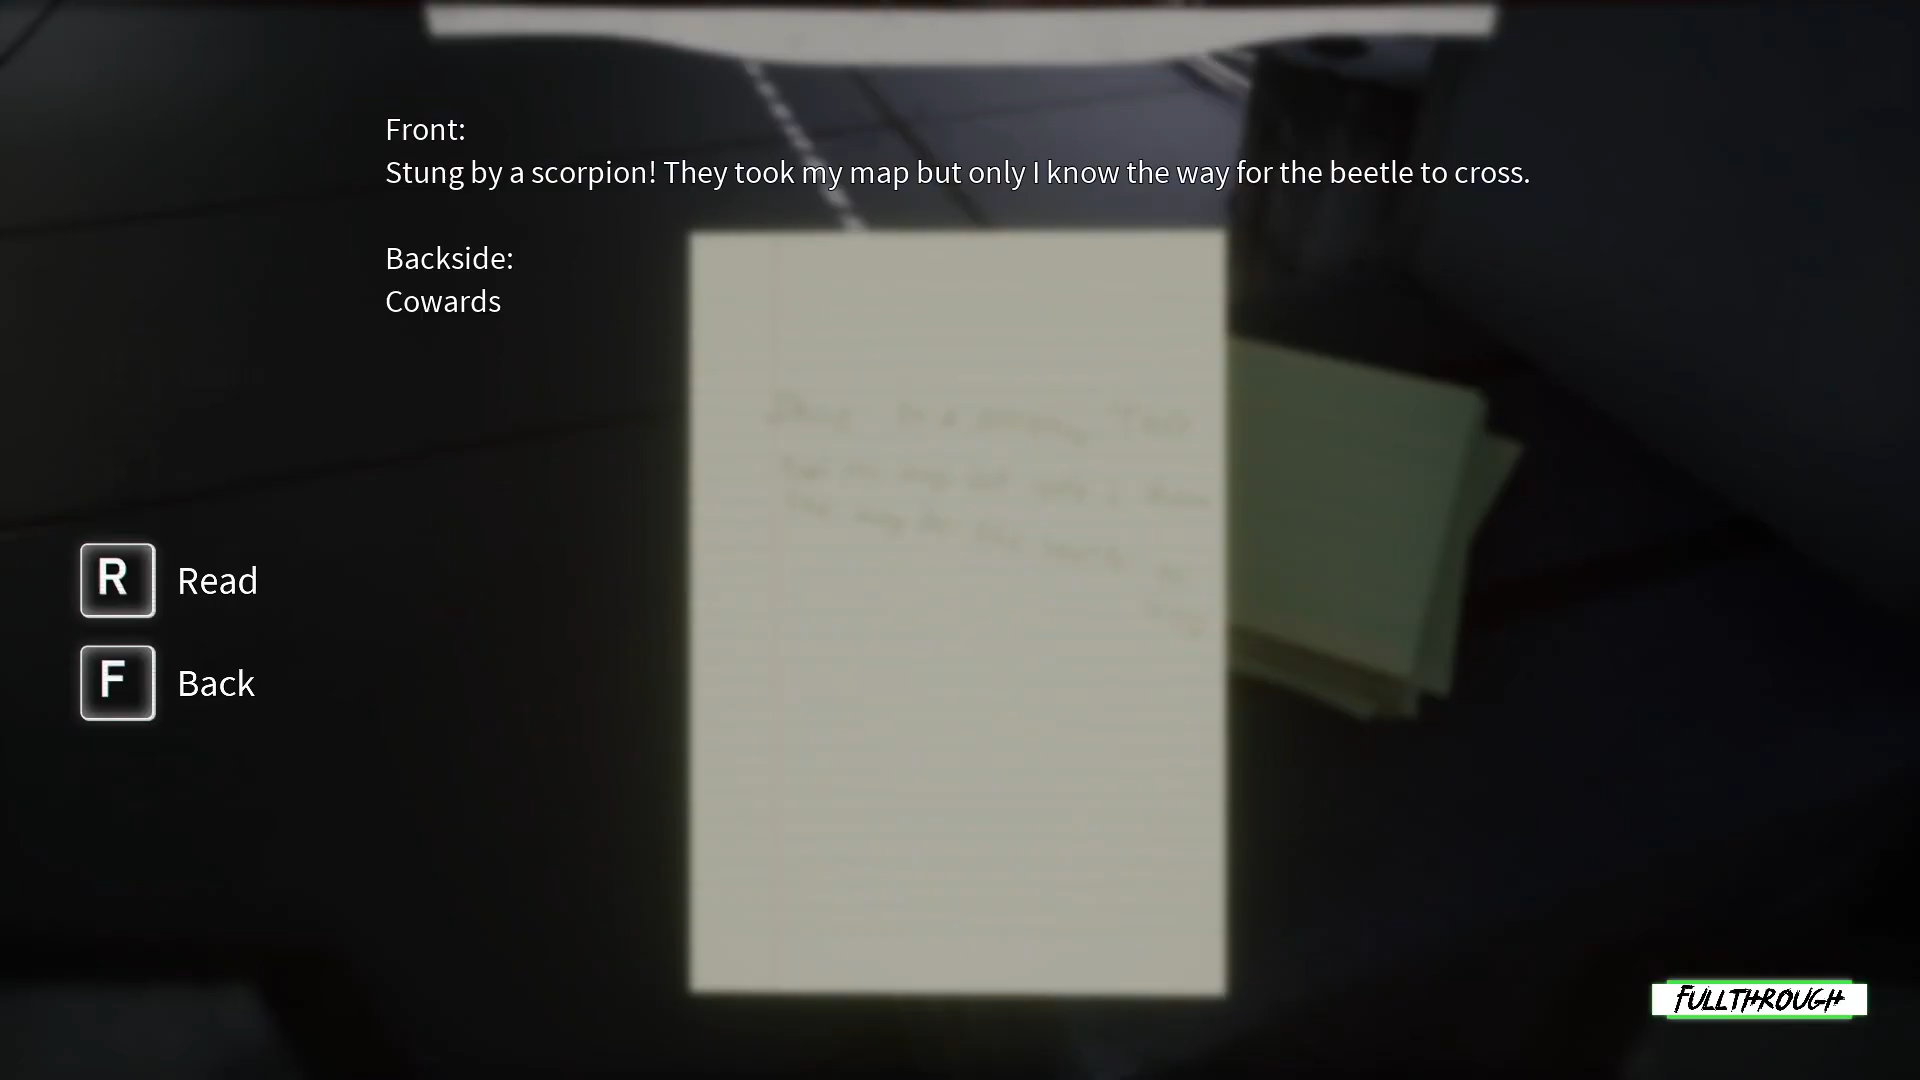 Front:
Stung by a scorpion! They took my map but only I know the way for the beetle to cross.
Backside:
Cowards
R Read
F Back
FULLTHROUGH